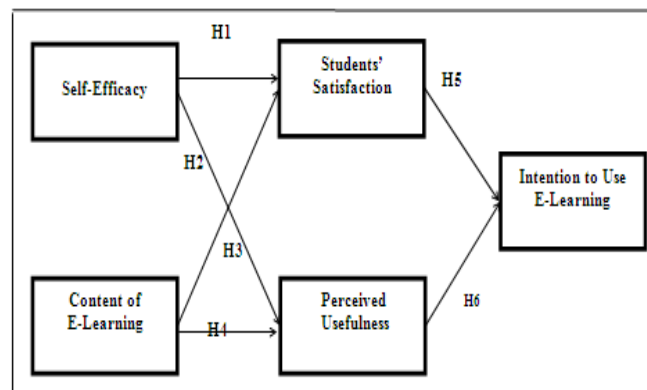 H1
Self-Efficacy
Students'
Satisfaction
H5
H2
Intention to Use
E-Learning
H3
Content of
E-Learning
H4
Perceived
Usefulness
H6